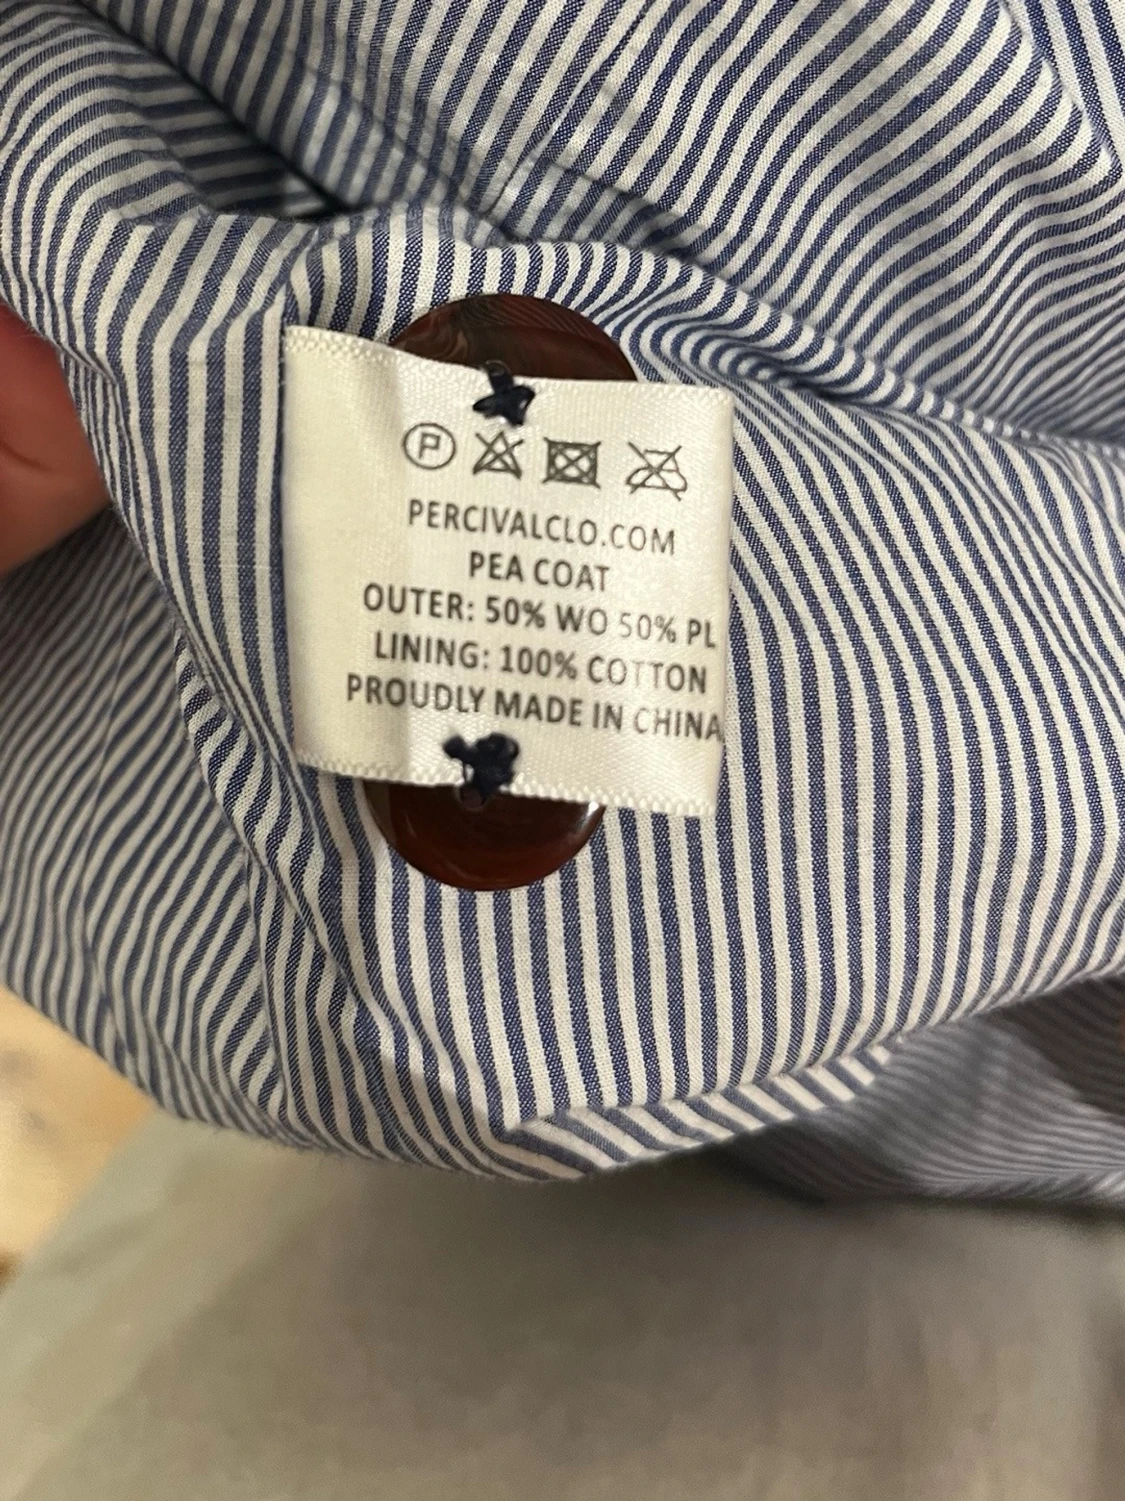 P
PERCIVALCLO.COM
PEA COAT
OUTER: 50% WO 50% PL
LINING: 100% COTTON
PROUDLY MADE IN CHINA